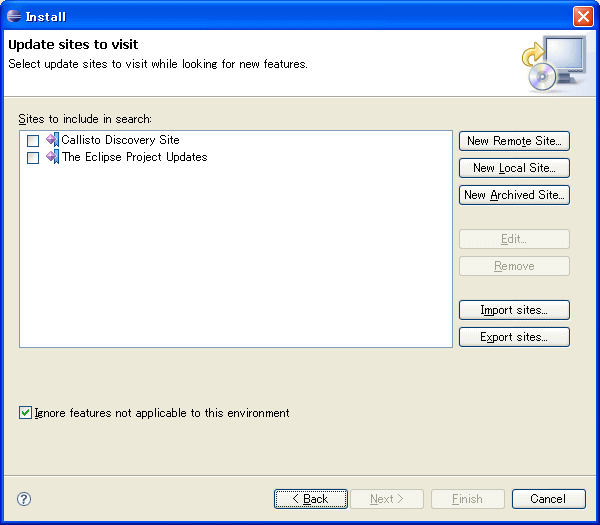 Install
Update sites to visit
Select update sites to visit while looking for new features.
Sites to include in search:
Callisto Discovery Site
The Eclipse Project Updates
New Remote Site...
New Local Site...
New Archived Site...
Edit...
Remove
Import sites...
Export sites...
Ignore features not applicable to this environment
?
< Back
Next >
Finish
Cancel